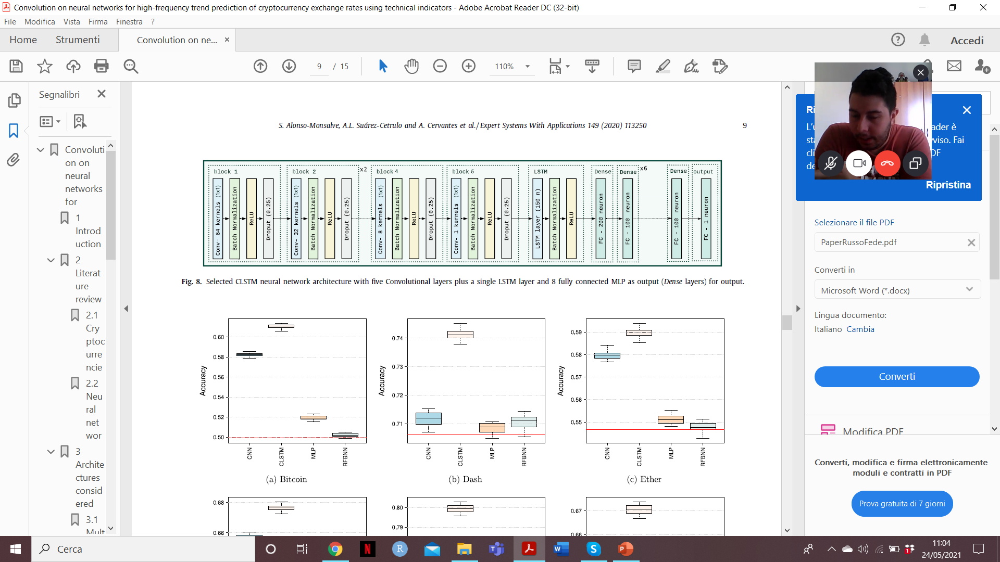 Convolution on neural networks for high-frequency trend prediction of cryptocurrency exchange rates using technical indicators - Adobe Acrobat Reader DC (32-bit)
File Modifica Vista Firma Finestra ?
Home Strumenti Convolution on ne... Accedi
9 / 15 110%
Segnalibri
Convoluti
on on
neural
networks
for
1
Introd
uction
2
Literat
ure
review
2.1
Cry
ptoc
urre
ncie
2.2
Neu
ral
net
wor
3
Archite
ctures
consid
ered
3.1
Mult
S. Alonso-Monsalve, A.L. Suárez-Cetrulo and A. Cervantes et al. / Expert Systems With Applications 149 (2020) 113250 9
block 1
Conv- 64 kernels (1x1)
Batch Normalization
ReLU
Droput (0.25)
block 2
Conv- 32 kernels (1x1)
Batch Normalization
ReLU
Droput (0.25)
x2
block 4
Conv- 8 kernels (1x1)
Batch Normalization
ReLU
Droput (0.25)
block 5
Conv- 1 kernels (1x1)
Batch Normalization
ReLU
Droput (0.25)
LSTM
LSTM layer (150 n)
Batch Normalization
ReLU
Dense
FC - 200 neuron
Dense
FC - 100 neuron
x6
Dense
FC - 100 neuron
output
FC - 1 neuron
Fig. 8. Selected CLSTM neural network architecture with five Convolutional layers plus a single LSTM layer and 8 fully connected MLP as output (Dense layers) for output.
Accuracy
0.60
0.58
0.56
0.54
0.52
0.50
CNN
CLSTM
MLP
RFBNN
(a) Bitcoin
Accuracy
0.74
0.73
0.72
0.71
CNN
CLSTM
MLP
RFBNN
(b) Dash
Accuracy
0,59
0.58
0.57
0.56
0.55
CNN
CLSTM
MLP
RFBNN
(c) Ether
0.68
0.66
0,80
0,79
0.67
0.66
Ri
L'u ader è
sta vviso. Fai
cli DF
de
Ripristina
Selezionare il file PDF
PaperRussoFede.pdf
Converti in
Microsoft Word (*.docx)
Lingua documento:
Italiano Cambia
Converti
Modifica PDF
Converti, modifica e firma elettronicamente
moduli e contratti in PDF
Prova gratuita di 7 giorni
Cerca
11:04
24/05/2021